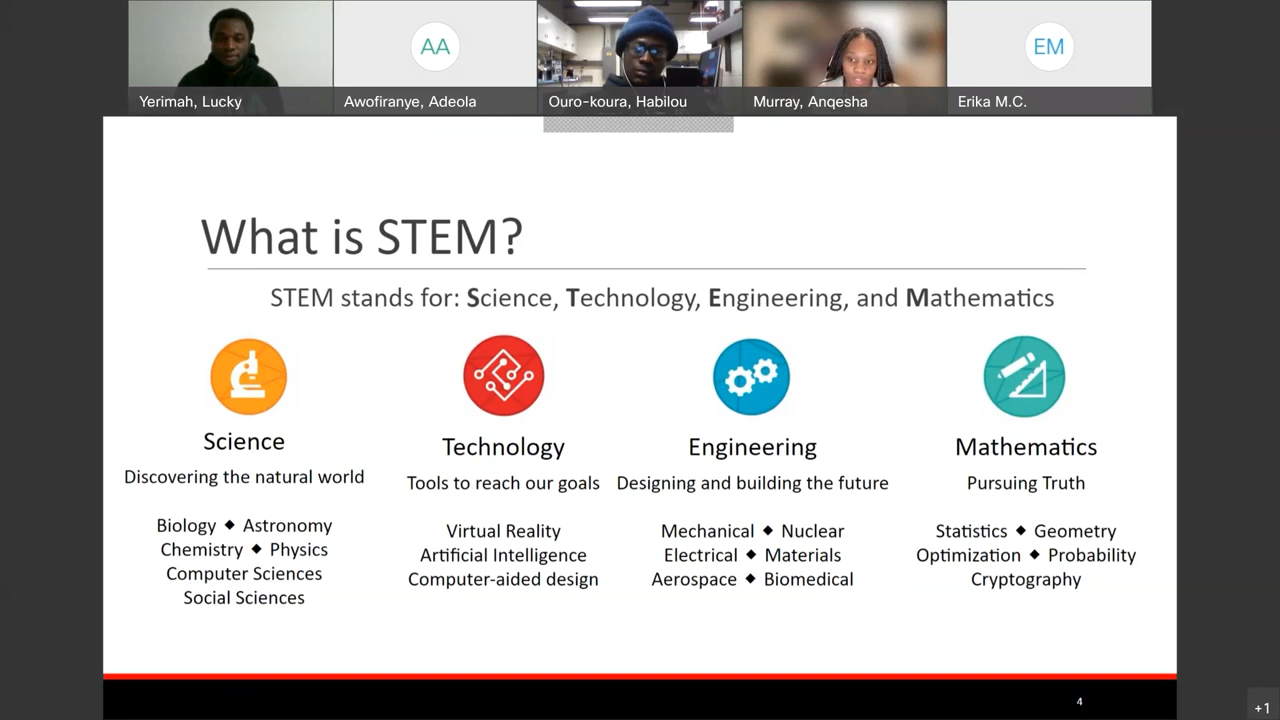 AA
EM
Yerimah, Lucky
Awofiranye, Adeola
Ouro-koura, Habilou
Murray, Anqesha
Erika M.C.
What is STEM?
STEM stands for: Science, Technology, Engineering, and Mathematics
Science
Discovering the natural world
Biology ◆ Astronomy
Chemistry ◆ Physics
Computer Sciences
Social Sciences
Technology
Tools to reach our goals
Virtual Reality
Artificial Intelligence
Computer-aided design
Engineering
Designing and building the future
Mechanical ◆ Nuclear
Electrical ◆ Materials
Aerospace ◆ Biomedical
Mathematics
Pursuing Truth
Statistics ◆ Geometry
Optimization ◆ Probability
Cryptography
4
+1